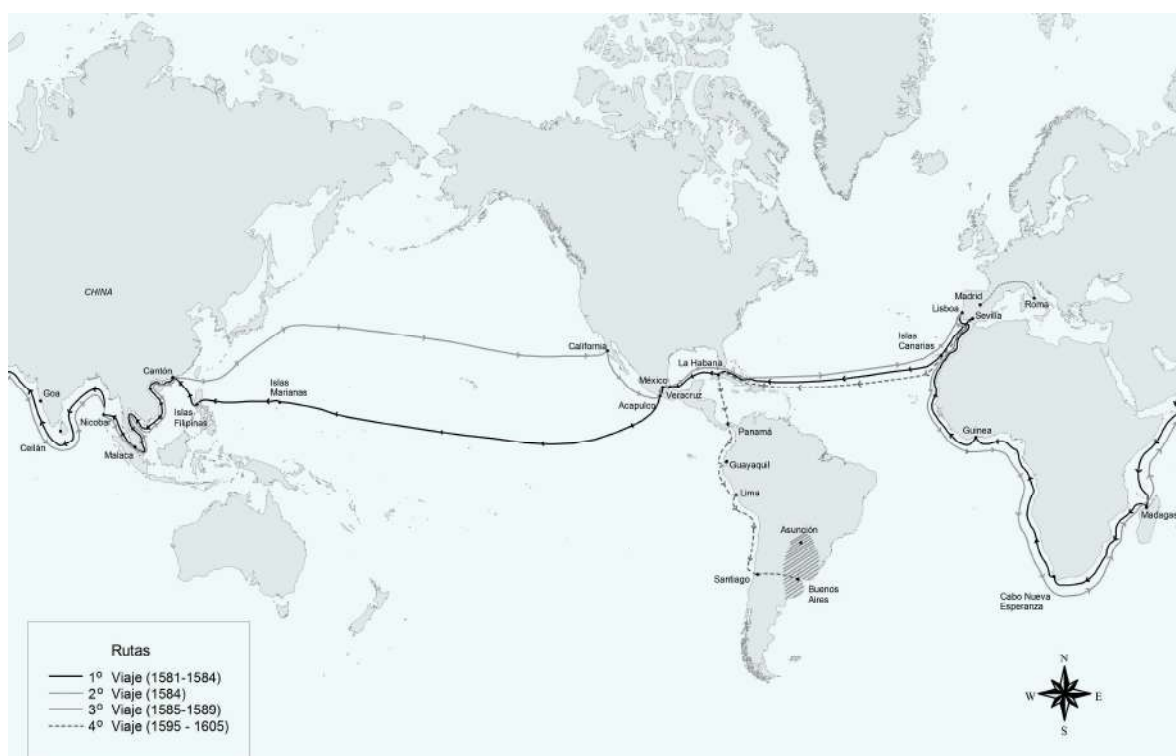 CHINA
Madrid
Roma
Lisboa
Sevilla
Islas
Canarias
California
La Habana
Cantón
México
Veracruz
Acapulco
Goa
Islas
Marianas
Nicobar
Islas
Filipinas
Ceilán
Malaca
Panamá
Guinea
Guayaquil
Lima
Madagas
Asunción
Santiago
Buenos
Aires
Cabo Nueva
Esperanza
Rutas
1º Viaje (1581-1584)
2º Viaje (1584)
3º Viaje (1585-1589)
4º Viaje (1595 - 1605)
N
W
E
S